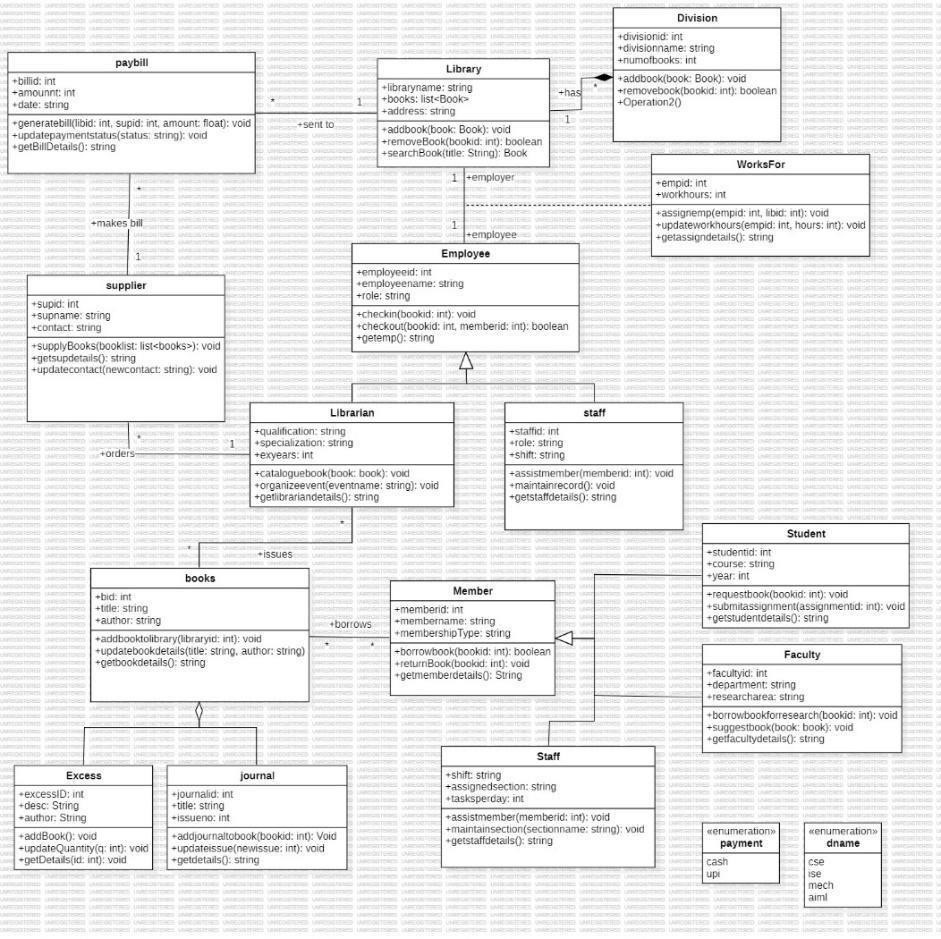 Division
+divisionid: int
+divisionname: string
+numofbooks: int
+addbook(book: Book): void
+removebook(bookid: int): boolean
+Operation2()
paybill
+billid: int
+amounnt: int
+date: string
+generatebill(libid: int, supid: int, amount: float): void
+updatepaymentstatus(status: string): void
+getBillDetails(): string
*
1
+sent to
Library
+libraryname: string
+books: list<Book>
+address: string
+addbook(book: Book): void
+removeBook(bookid: int): boolean
+searchBook(title: String): Book
+has
*
1
WorksFor
+empid: int
+workhours: int
+assignemp(empid: int, libid: int): void
+updateworkhours(empid: int, hours: int): void
+getassigndetails(): string
1
+employer
1
+employee
*
+makes bill
1
Employee
+employeeid: int
+employeename: string
+role: string
+checkin(bookid: int): void
+checkout(bookid: int, memberid: int): boolean
+getemp(): string
supplier
+supid: int
+supname: string
+contact: string
+supplyBooks(booklist: list<books>): void
+getsupdetails(): string
+updatecontact(newcontact: string): void
*
1
+orders
Librarian
+qualification: string
+specialization: string
+exyears: int
+cataloguebook(book: book): void
+organizeevent(eventname: string): void
+getlibrariandetails(): string
staff
+staffid: int
+role: string
+shift: string
+assistmember(memberid: int): void
+maintainrecord(): void
+getstaffdetails(): string
*
*
+issues
Student
+studentid: int
+course: string
+year: int
+requestbook(bookid: int): void
+submitassignment(assignmentid: int): void
+getstudentdetails(): string
books
+bid: int
+title: string
+author: string
+addbooktolibrary(libraryid: int): void
+updatebookdetails(title: string, author: string)
+getbookdetails(): string
+borrows
*
*
Member
+memberid: int
+membername: string
+membershipType: string
+borrowbook(bookid: int): boolean
+returnBook(bookid: int): void
+getmemberdetails(): String
Faculty
+facultyid: int
+department: string
+researcharea: string
+borrowbookforresearch(bookid: int): void
+suggestbook(book: book): void
+getfacultydetails(): string
Excess
+excessID: int
+desc: String
+author: String
+addBook(): void
+updateQuantity(q: int): void
+getDetails(id: int): void
journal
+journalid: int
+title: string
+issueno: int
+addjournaltobook(bookid: int): Void
+updateissue(newissue: int): void
+getdetails(): string
Staff
+shift: string
+assignedsection: string
+tasksperday: int
+assistmember(memberid: int): void
+maintainsection(sectionname: string): void
+getstaffdetails(): string
«enumeration»
payment
cash
upi
«enumeration»
dname
cse
ise
mech
aiml
UNREGISTERED